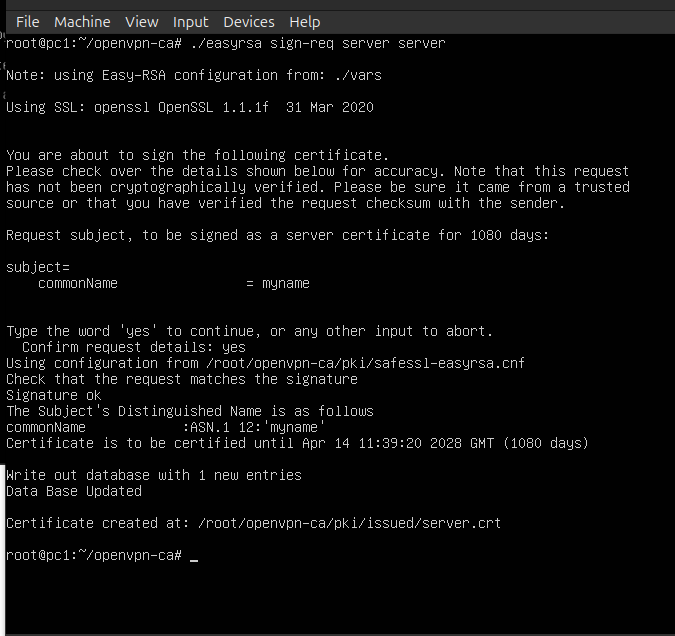 File Machine View Input Devices Help
root@pc1:~/openvpn-ca# ./easyrsa sign-req server server
Note: using Easy-RSA configuration from: ./vars
Using SSL: openssl OpenSSL 1.1.1f  31 Mar 2020
You are about to sign the following certificate.
Please check over the details shown below for accuracy. Note that this request
has not been cryptographically verified. Please be sure it came from a trusted
source or that you have verified the request checksum with the sender.
Request subject, to be signed as a server certificate for 1080 days:
subject=
    commonName                = myname
Type the word 'yes' to continue, or any other input to abort.
  Confirm request details: yes
Using configuration from /root/openvpn-ca/pki/safessl-easyrsa.cnf
Check that the request matches the signature
Signature ok
The Subject's Distinguished Name is as follows
commonName            :ASN.1 12:'myname'
Certificate is to be certified until Apr 14 11:39:20 2028 GMT (1080 days)
Write out database with 1 new entries
Data Base Updated
Certificate created at: /root/openvpn-ca/pki/issued/server.crt
root@pc1:~/openvpn-ca# _